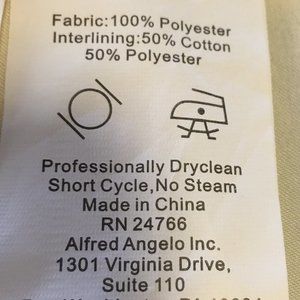 Fabric:100% Polyester
Interlining:50% Cotton
50% Polyester
Professionally Dryclean
Short Cycle,No Steam
Made in China
RN 24766
Alfred Angelo Inc.
1301 Virginia Drive,
Suite 110